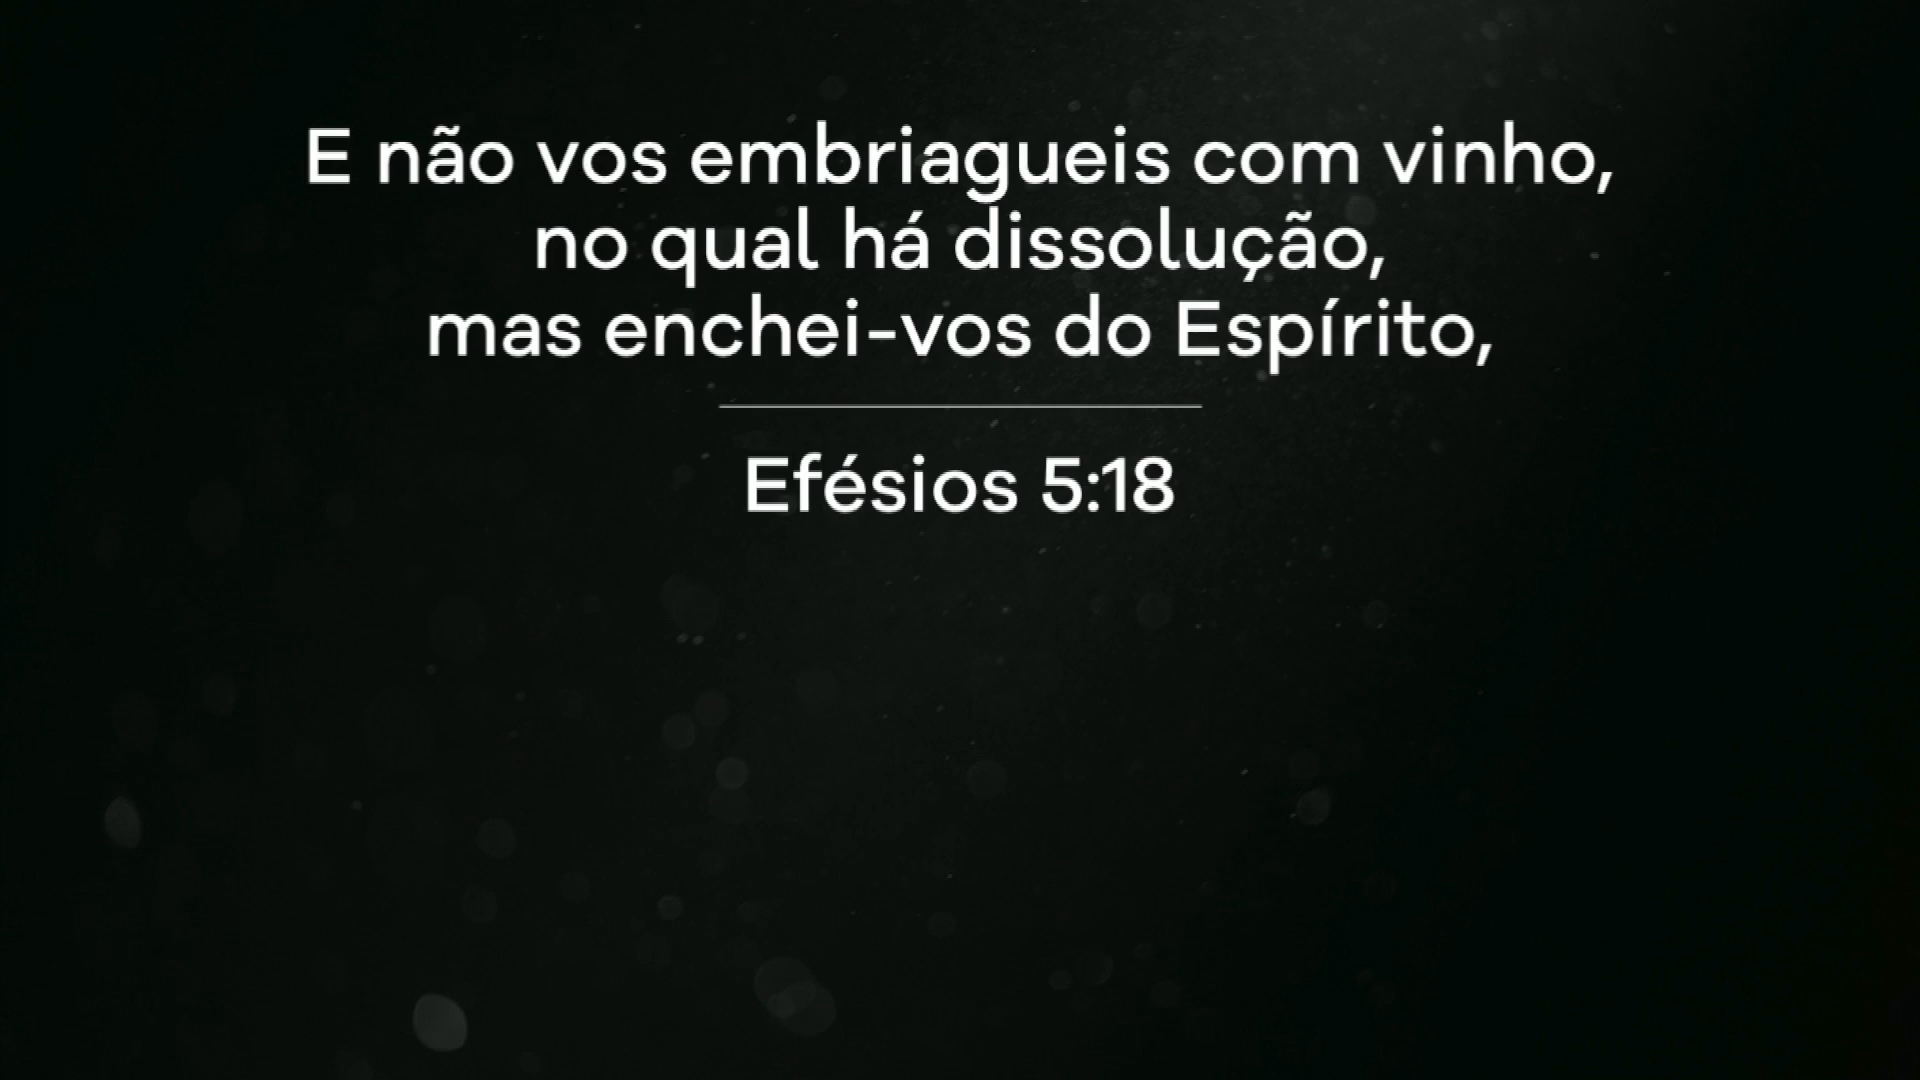 E não vos embriagueis com vinho,
no qual há dissolução,
mas enchei-vos do Espírito,
Efésios 5:18